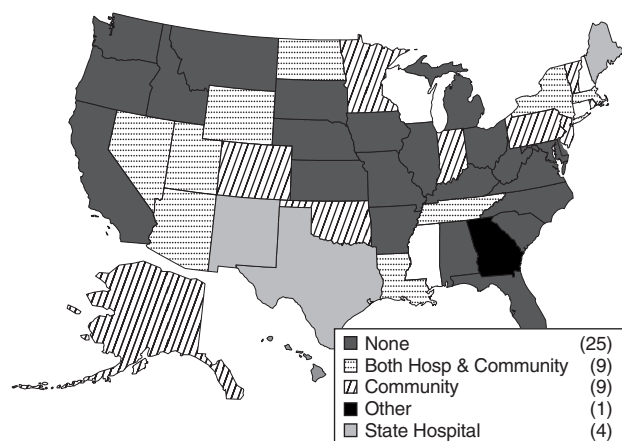 None (25)
Both Hosp & Community (9)
Community (9)
Other (1)
State Hospital (4)